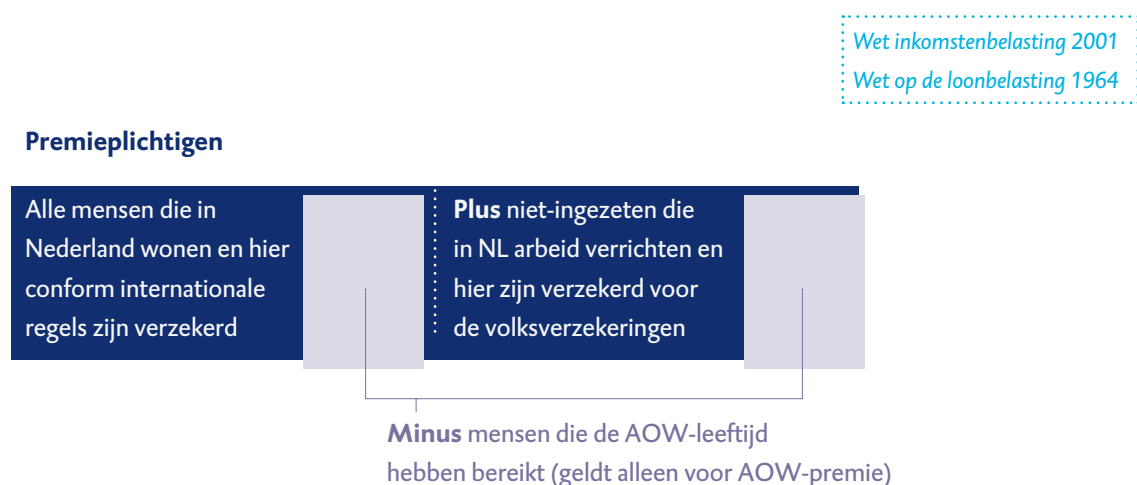 Wet inkomstenbelasting 2001
Wet op de loonbelasting 1964
Premieplichtigen
Alle mensen die in
Nederland wonen en hier
conform internationale
regels zijn verzekerd
Plus niet-ingezeten die
in NL arbeid verrichten en
hier zijn verzekerd voor
de volksverzekeringen
Minus mensen die de AOW-leeftijd
hebben bereikt (geldt alleen voor AOW-premie)